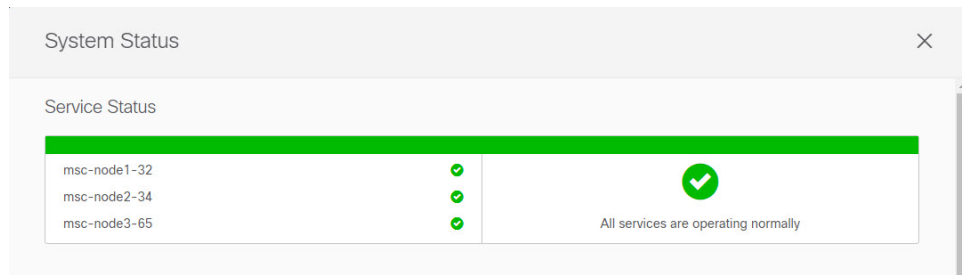 System Status
Service Status
msc-node1-32
msc-node2-34
msc-node3-65
All services are operating normally